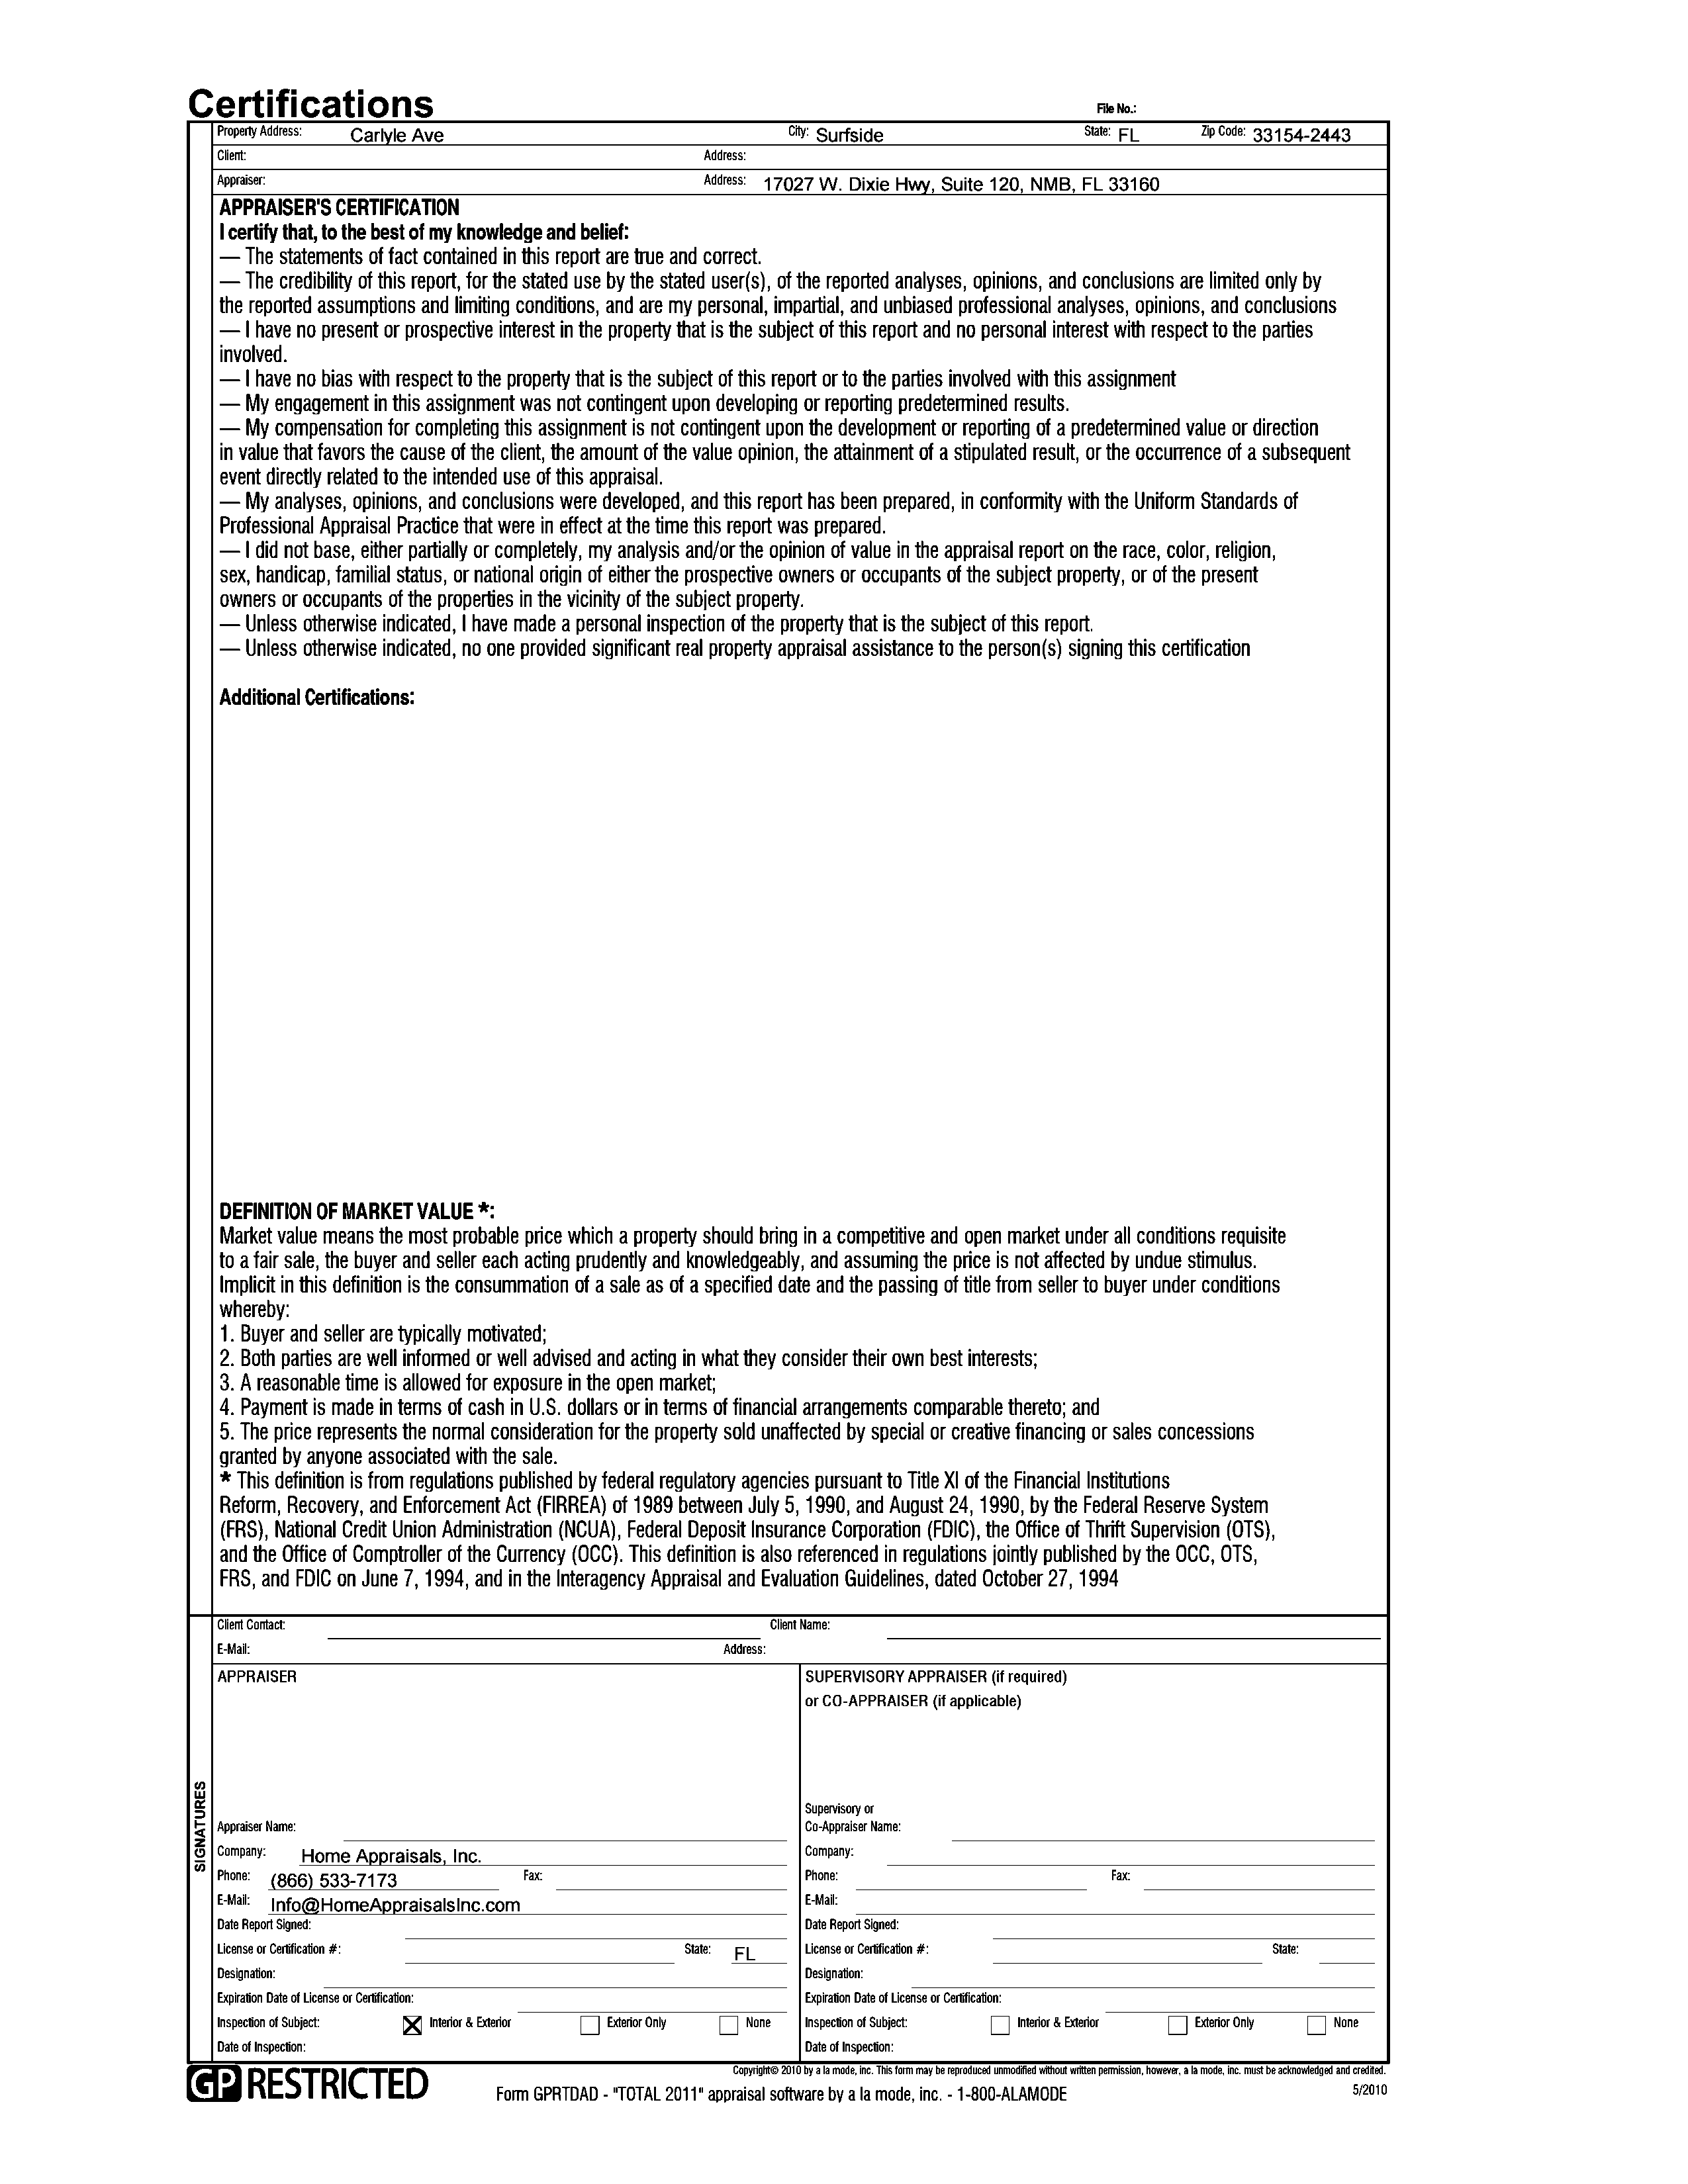 Certifications
File No.:
Property Address: Carlyle Ave City: Surfside State: FL Zip Code: 33154-2443
Client: Address:
Appraiser: Address: 17027 W. Dixie Hwy, Suite 120, NMB, FL 33160
APPRAISER'S CERTIFICATION
I certify that, to the best of my knowledge and belief:
— The statements of fact contained in this report are true and correct.
— The credibility of this report, for the stated use by the stated user(s), of the reported analyses, opinions, and conclusions are limited only by
the reported assumptions and limiting conditions, and are my personal, impartial, and unbiased professional analyses, opinions, and conclusions
— I have no present or prospective interest in the property that is the subject of this report and no personal interest with respect to the parties
involved.
— I have no bias with respect to the property that is the subject of this report or to the parties involved with this assignment
— My engagement in this assignment was not contingent upon developing or reporting predetermined results.
— My compensation for completing this assignment is not contingent upon the development or reporting of a predetermined value or direction
in value that favors the cause of the client, the amount of the value opinion, the attainment of a stipulated result, or the occurrence of a subsequent
event directly related to the intended use of this appraisal.
— My analyses, opinions, and conclusions were developed, and this report has been prepared, in conformity with the Uniform Standards of
Professional Appraisal Practice that were in effect at the time this report was prepared.
— I did not base, either partially or completely, my analysis and/or the opinion of value in the appraisal report on the race, color, religion,
sex, handicap, familial status, or national origin of either the prospective owners or occupants of the subject property, or of the present
owners or occupants of the properties in the vicinity of the subject property.
— Unless otherwise indicated, I have made a personal inspection of the property that is the subject of this report.
— Unless otherwise indicated, no one provided significant real property appraisal assistance to the person(s) signing this certification
Additional Certifications:
DEFINITION OF MARKET VALUE *:
Market value means the most probable price which a property should bring in a competitive and open market under all conditions requisite
to a fair sale, the buyer and seller each acting prudently and knowledgeably, and assuming the price is not affected by undue stimulus.
Implicit in this definition is the consummation of a sale as of a specified date and the passing of title from seller to buyer under conditions
whereby:
1. Buyer and seller are typically motivated;
2. Both parties are well informed or well advised and acting in what they consider their own best interests;
3. A reasonable time is allowed for exposure in the open market;
4. Payment is made in terms of cash in U.S. dollars or in terms of financial arrangements comparable thereto; and
5. The price represents the normal consideration for the property sold unaffected by special or creative financing or sales concessions
granted by anyone associated with the sale.
* This definition is from regulations published by federal regulatory agencies pursuant to Title XI of the Financial Institutions
Reform, Recovery, and Enforcement Act (FIRREA) of 1989 between July 5, 1990, and August 24, 1990, by the Federal Reserve System
(FRS), National Credit Union Administration (NCUA), Federal Deposit Insurance Corporation (FDIC), the Office of Thrift Supervision (OTS),
and the Office of Comptroller of the Currency (OCC). This definition is also referenced in regulations jointly published by the OCC, OTS,
FRS, and FDIC on June 7, 1994, and in the Interagency Appraisal and Evaluation Guidelines, dated October 27, 1994
SIGNATURES
Client Contact: Client Name:
E-Mail: Address:
APPRAISER
Appraiser Name:
Company: Home Appraisals, Inc.
Phone: (866) 533-7173 Fax:
E-Mail: Info@HomeAppraisalsInc.com
Date Report Signed:
License or Certification #: State: FL
Designation:
Expiration Date of License or Certification:
Inspection of Subject: Interior & Exterior Exterior Only None
Date of Inspection:
SUPERVISORY APPRAISER (if required)
or CO-APPRAISER (if applicable)
Supervisory or
Co-Appraiser Name:
Company:
Phone: Fax:
E-Mail:
Date Report Signed:
License or Certification #: State:
Designation:
Expiration Date of License or Certification:
Inspection of Subject: Interior & Exterior Exterior Only None
Date of Inspection:
GP RESTRICTED
Copyright© 2010 by a la mode, inc. This form may be reproduced unmodified without written permission, however, a la mode, inc. must be acknowledged and credited.
Form GPRTDAD - "TOTAL 2011" appraisal software by a la mode, inc. - 1-800-ALAMODE
5/2010